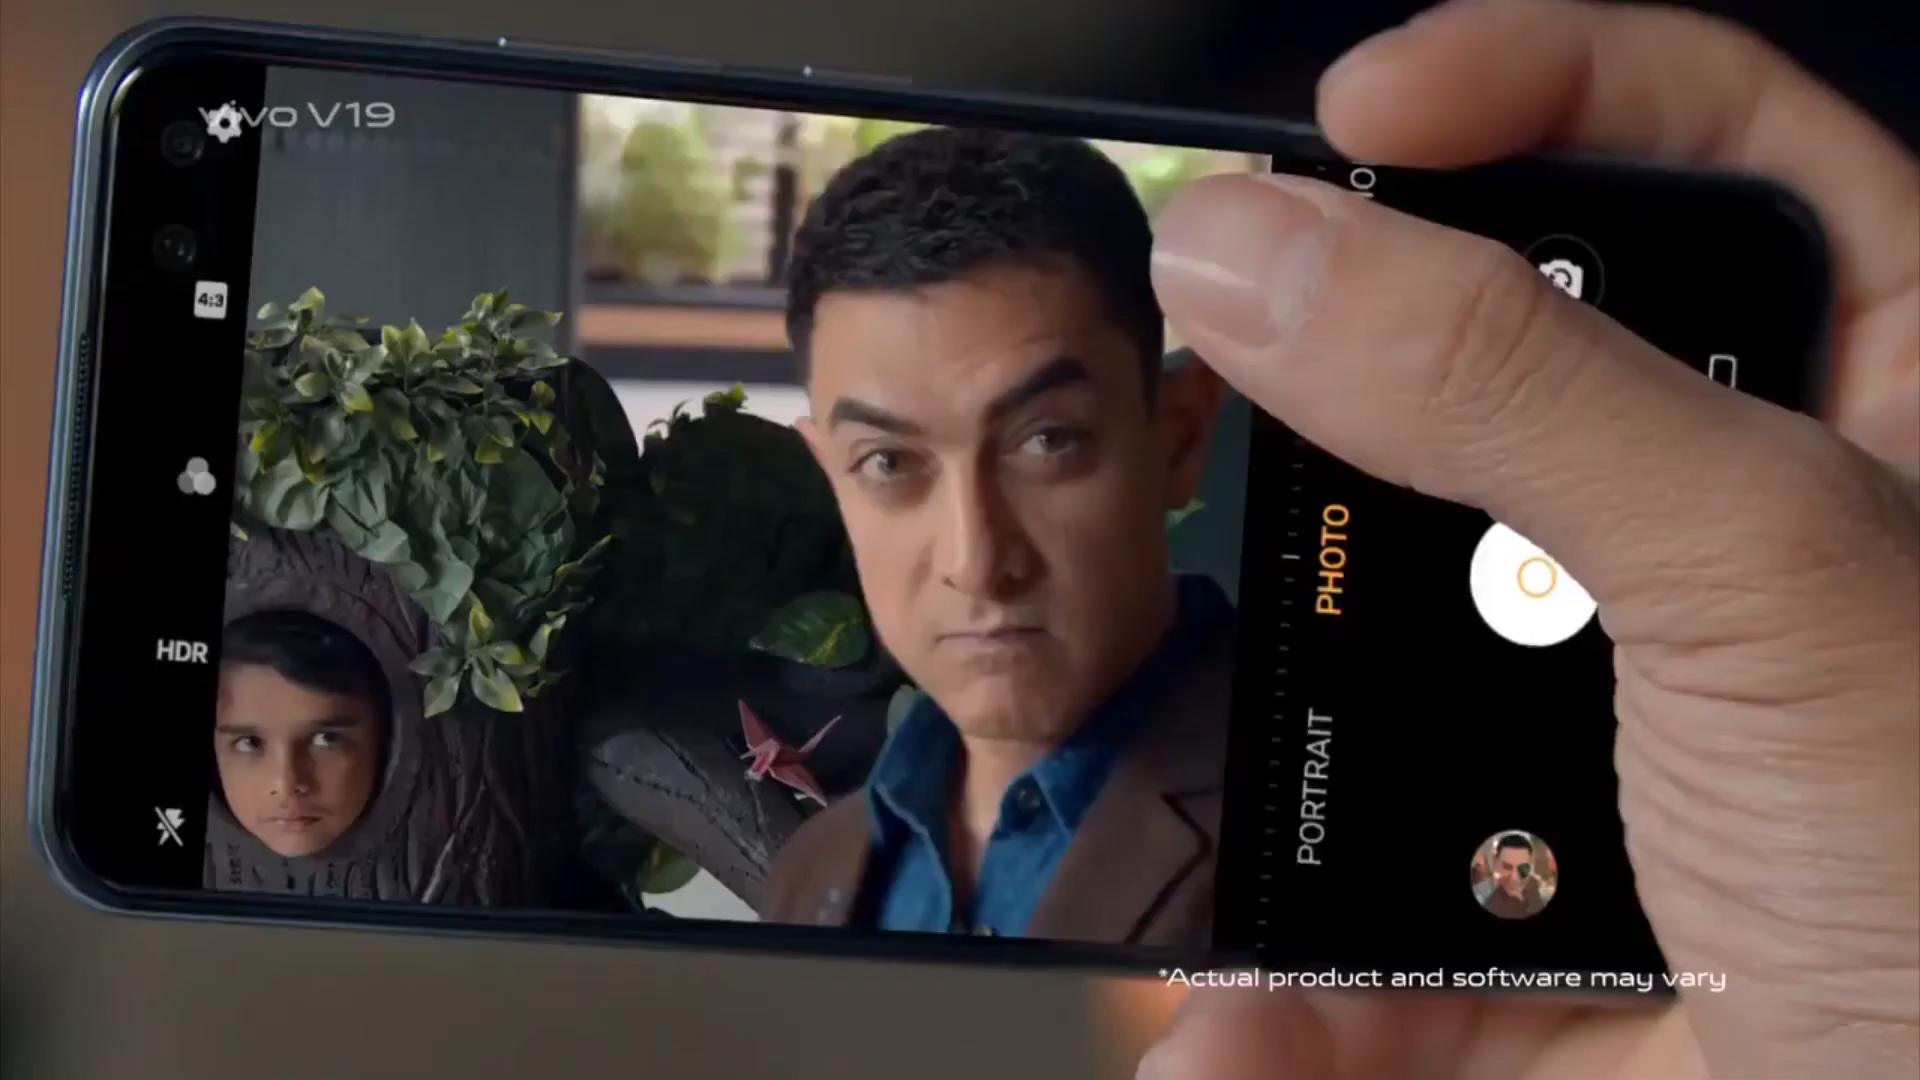 vivo V19
4:3
HDR
PHOTO
PORTRAIT
*Actual product and software may vary